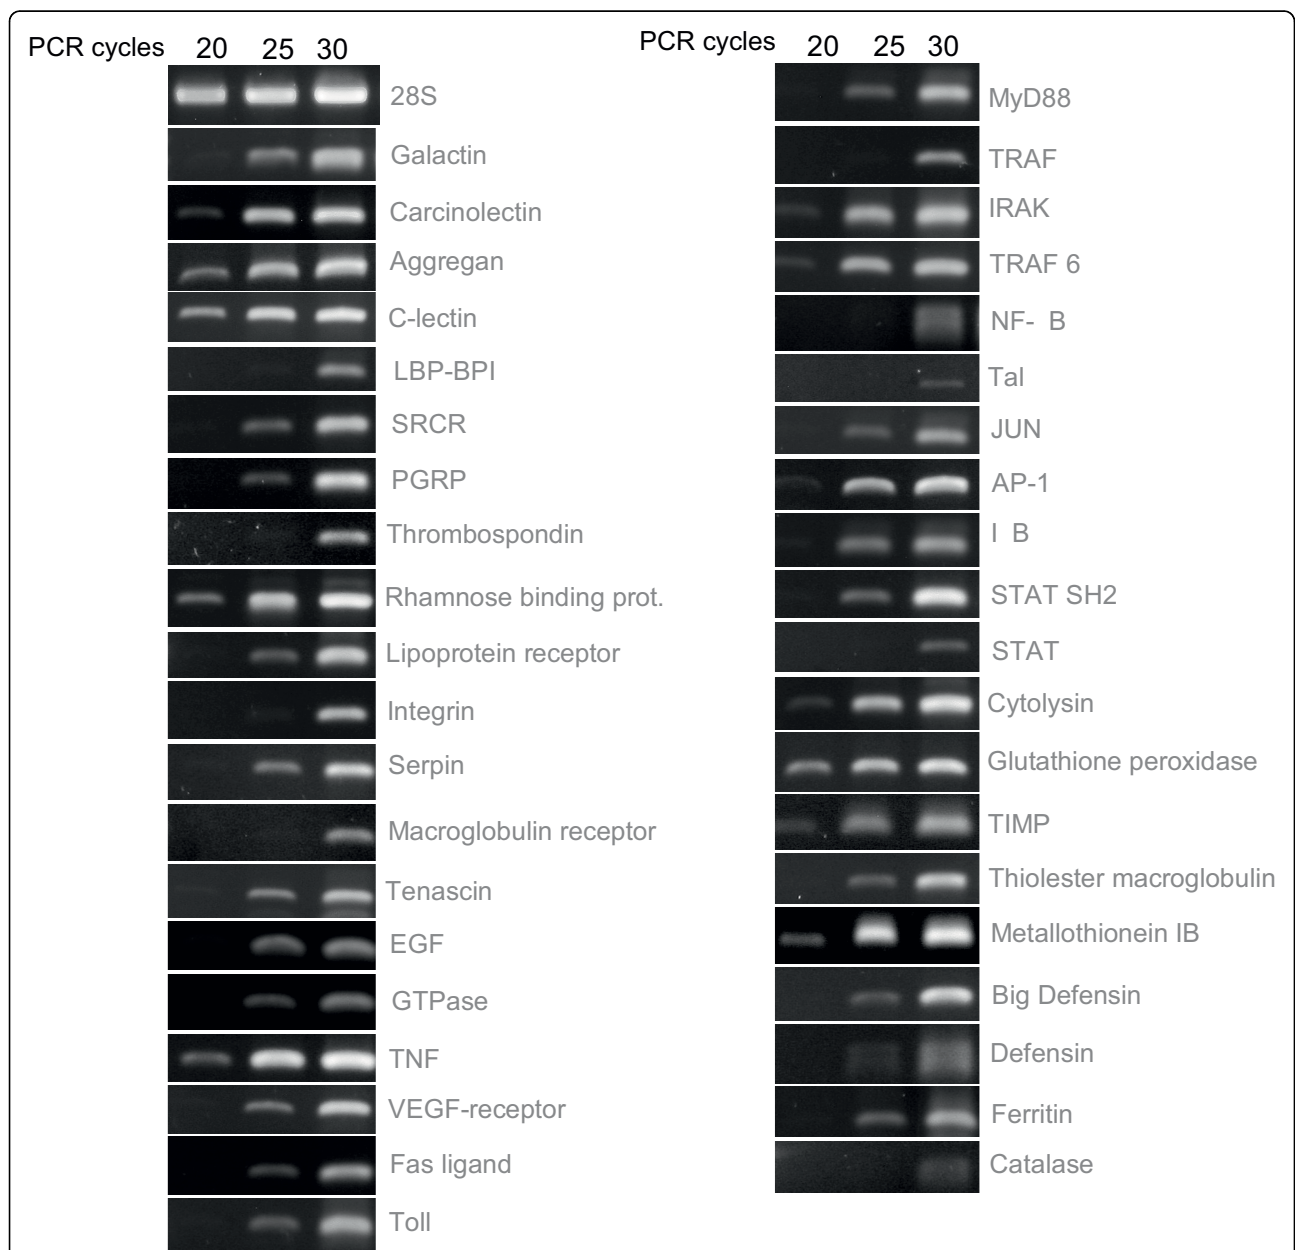 PCR cycles 20 25 30
28S
Galactin
Carcinolectin
Aggregan
C-lectin
LBP-BPI
SRCR
PGRP
Thrombospondin
Rhamnose binding prot.
Lipoprotein receptor
Integrin
Serpin
Macroglobulin receptor
Tenascin
EGF
GTPase
TNF
VEGF-receptor
Fas ligand
Toll
PCR cycles 20 25 30
MyD88
TRAF
IRAK
TRAF 6
NF- B
Tal
JUN
AP-1
I B
STAT SH2
STAT
Cytolysin
Glutathione peroxidase
TIMP
Thiolester macroglobulin
Metallothionein IB
Big Defensin
Defensin
Ferritin
Catalase